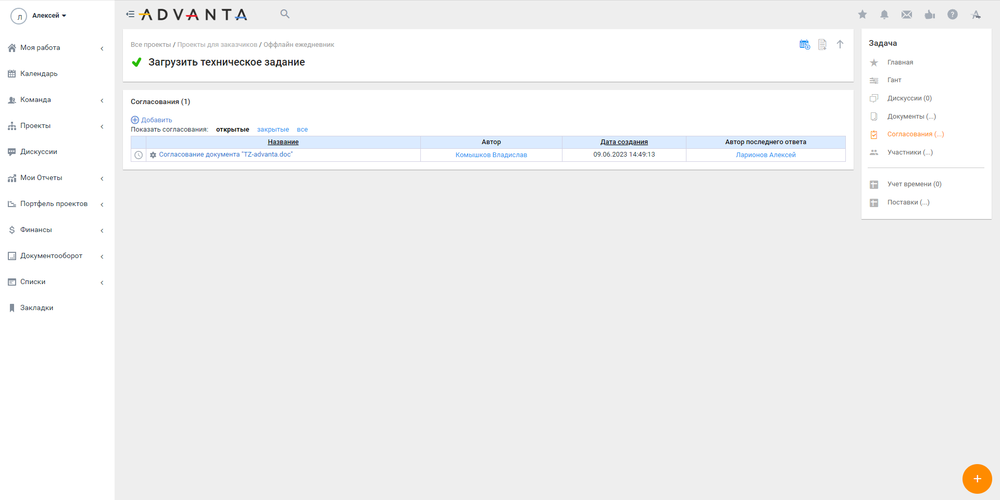 Л Алексей
Моя работа
Календарь
Команда
Проекты
Дискуссии
Мои Отчеты
Портфель проектов
Финансы
Документооборот
Списки
Закладки
ADVANTA
Все проекты / Проекты для заказчиков / Оффлайн ежедневник
Загрузить техническое задание
Согласования (1)
Добавить
Показать согласования: открытые закрытые все
Название Автор Дата создания Автор последнего ответа
Согласование документа "TZ-advanta.doc" Комышков Владислав 09.06.2023 14:49:13 Ларионов Алексей
Задача
Главная
Гант
Дискуссии (0)
Документы (...)
Согласования (...)
Участники (...)
Учет времени (0)
Поставки (...)